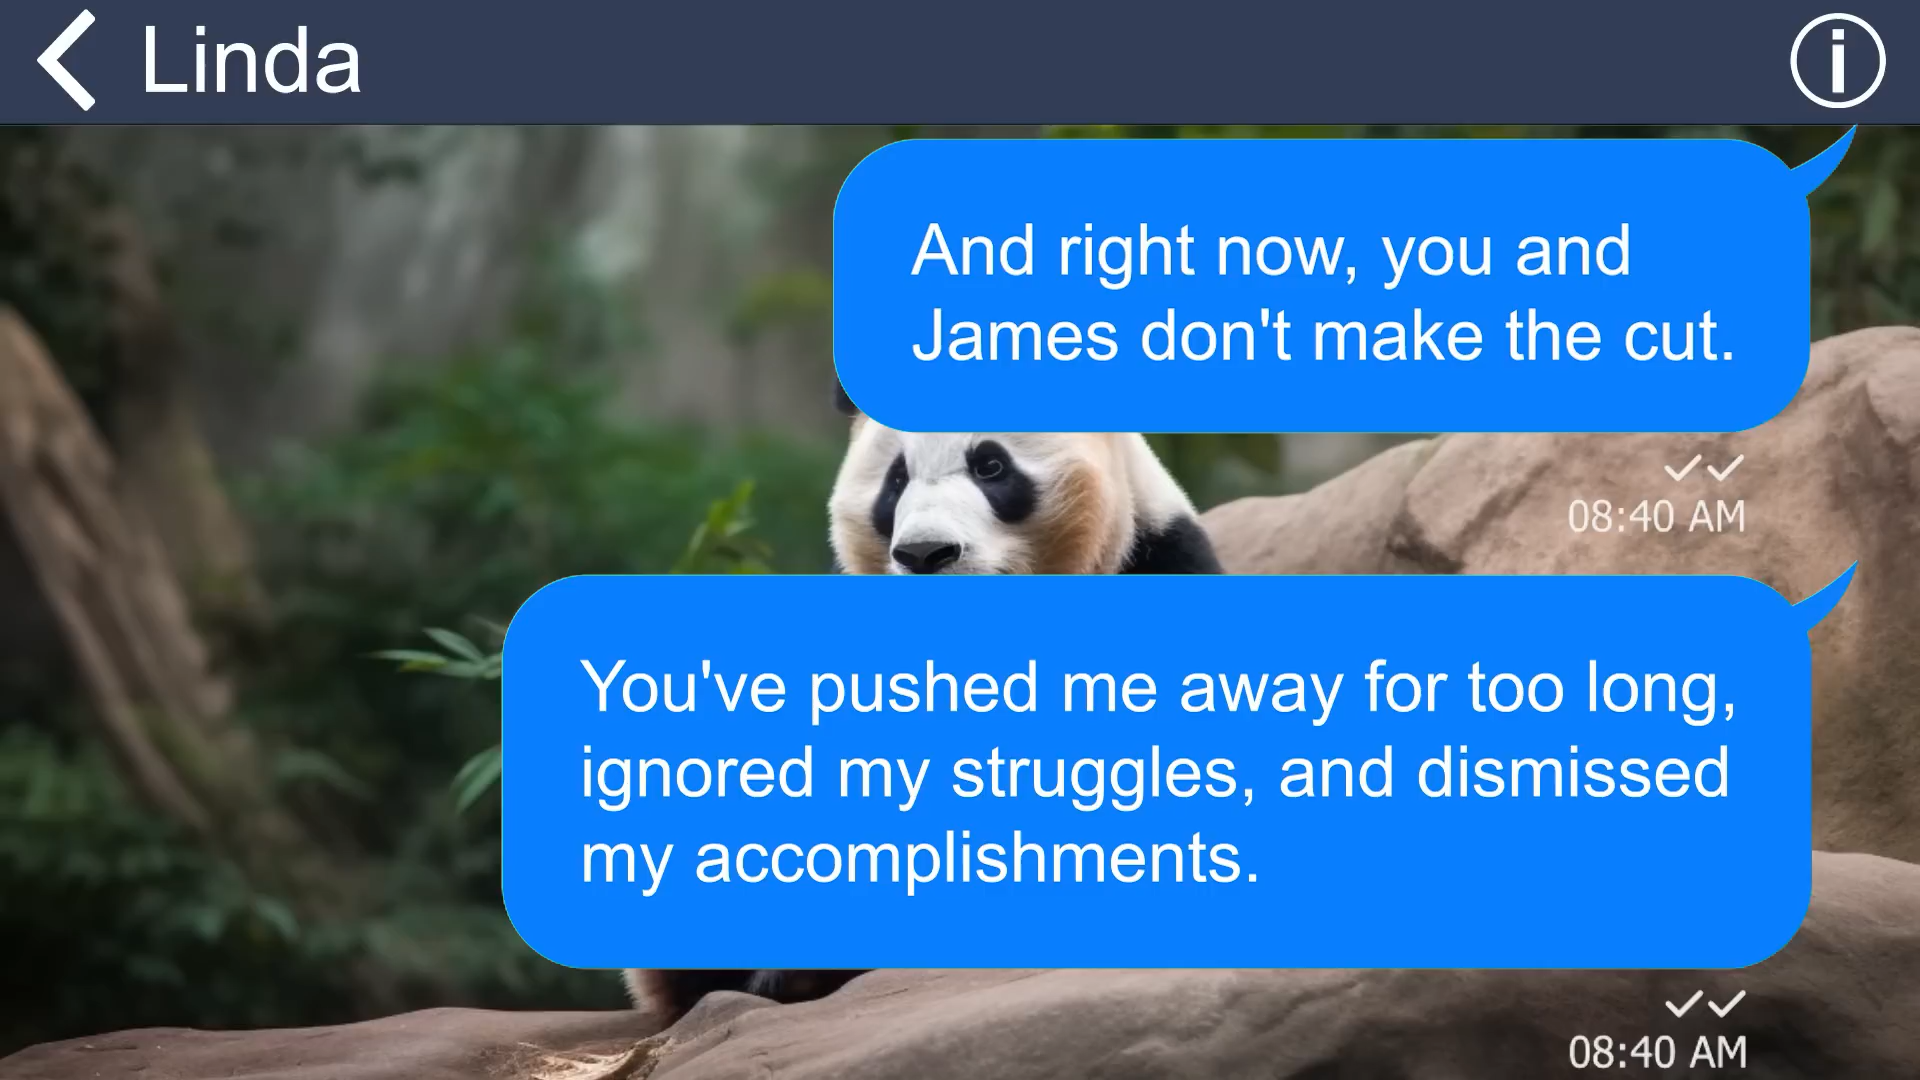 Linda
And right now, you and
James don't make the cut.
08:40 AM
You've pushed me away for too long,
ignored my struggles, and dismissed
my accomplishments.
08:40 AM